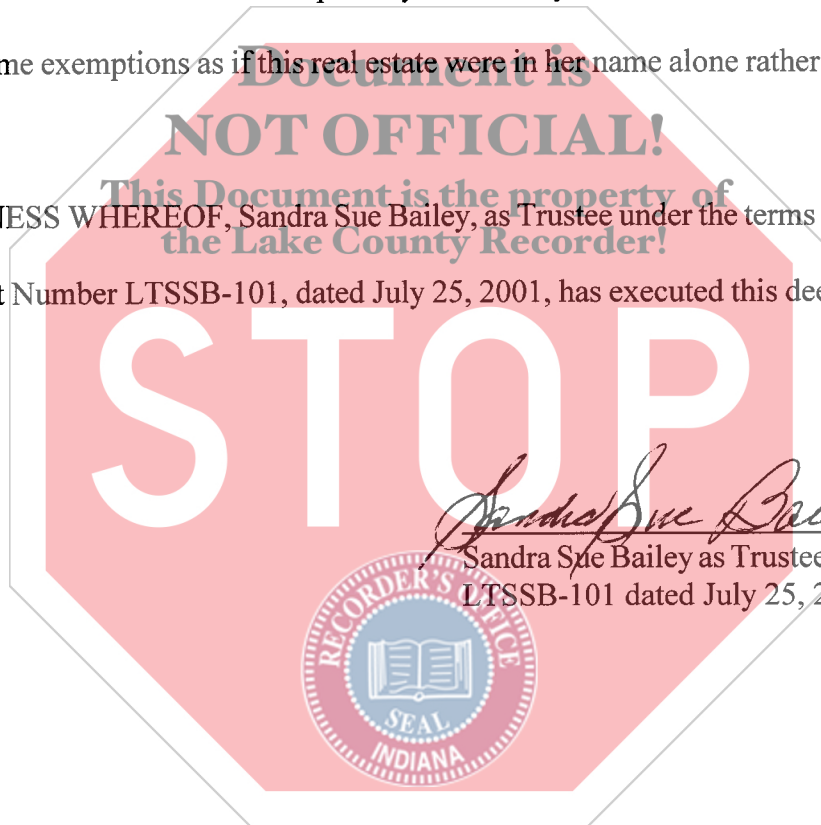 me exemptions as if this real estate were in her name alone rather
Document is
NOT OFFICIAL!
This Document is the property of
the Lake County Recorder!
NESS WHEREOF, Sandra Sue Bailey, as Trustee under the terms
t Number LTSSB-101, dated July 25, 2001, has executed this dee
STOP
Sandra Sue Bai
Sandra Sue Bailey as Trustee
LTSSB-101 dated July 25, 2
RECORDER'S OFFICE
SEAL
INDIANA